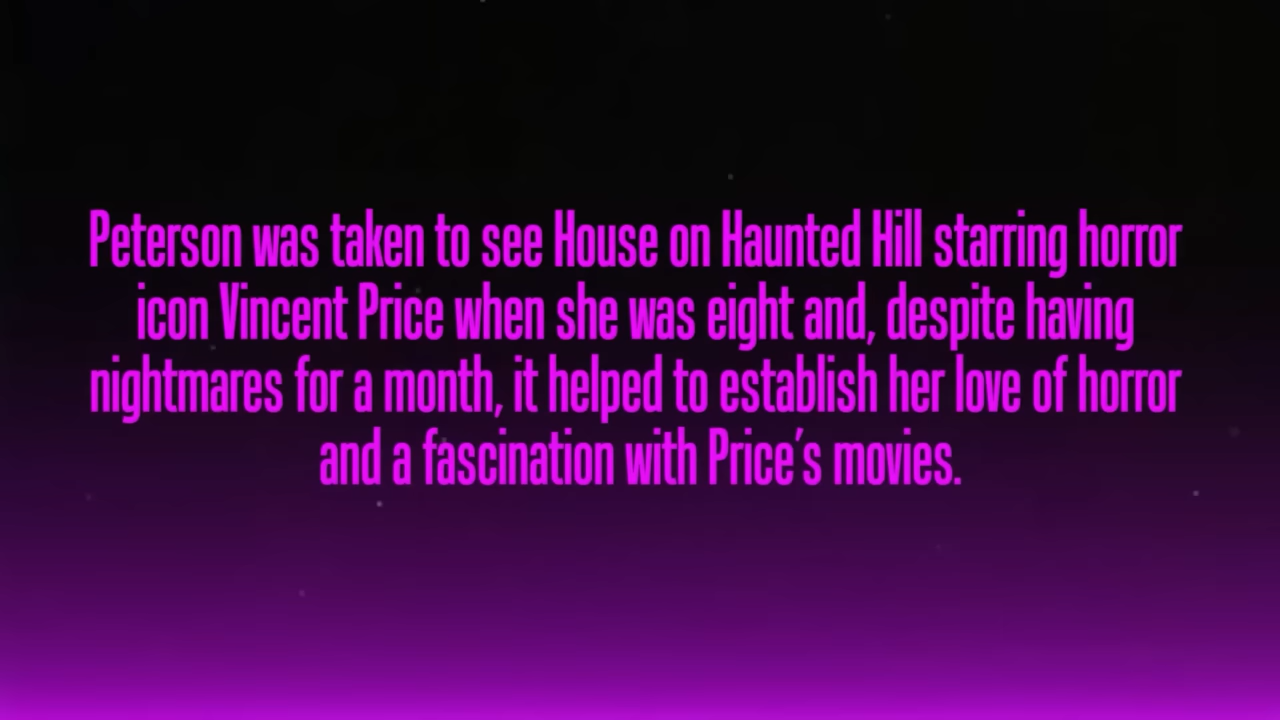 Peterson was taken to see House on Haunted Hill starring horror
icon Vincent Price when she was eight and, despite having
nightmares for a month, it helped to establish her love of horror
and a fascination with Price's movies.